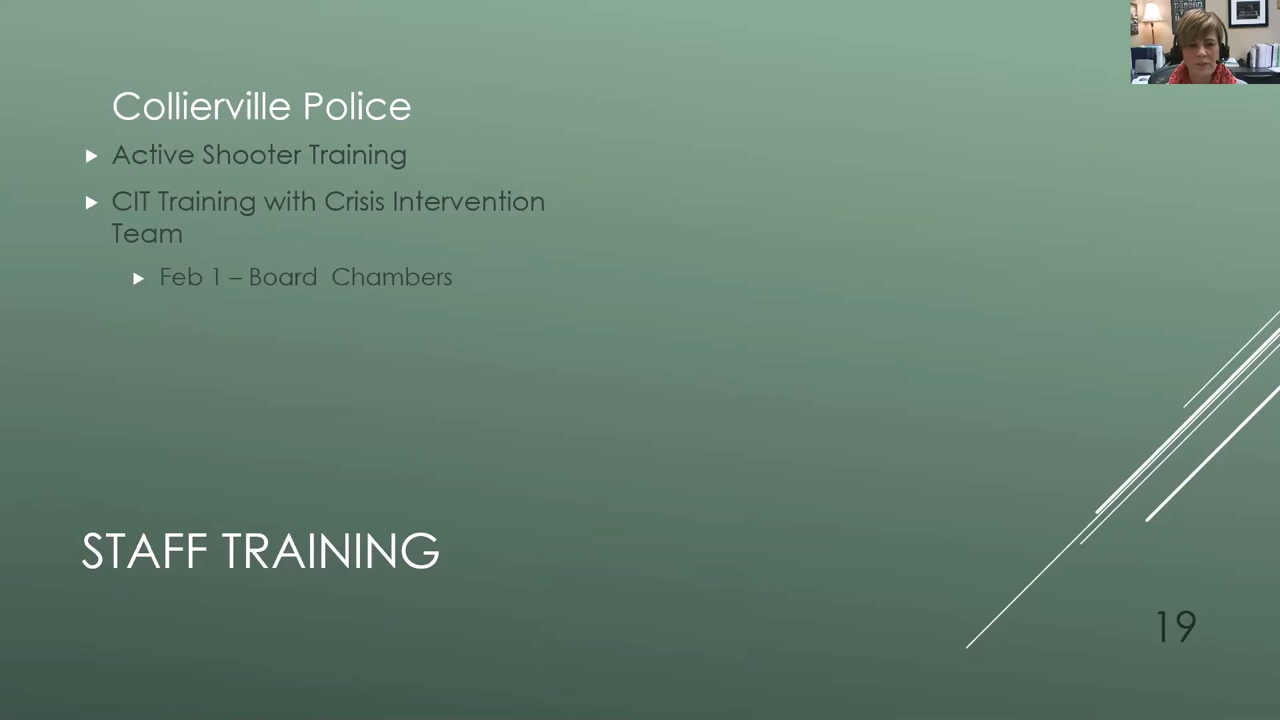 Collierville Police
Active Shooter Training
CIT Training with Crisis Intervention
Team
Feb 1 – Board  Chambers
STAFF TRAINING
19